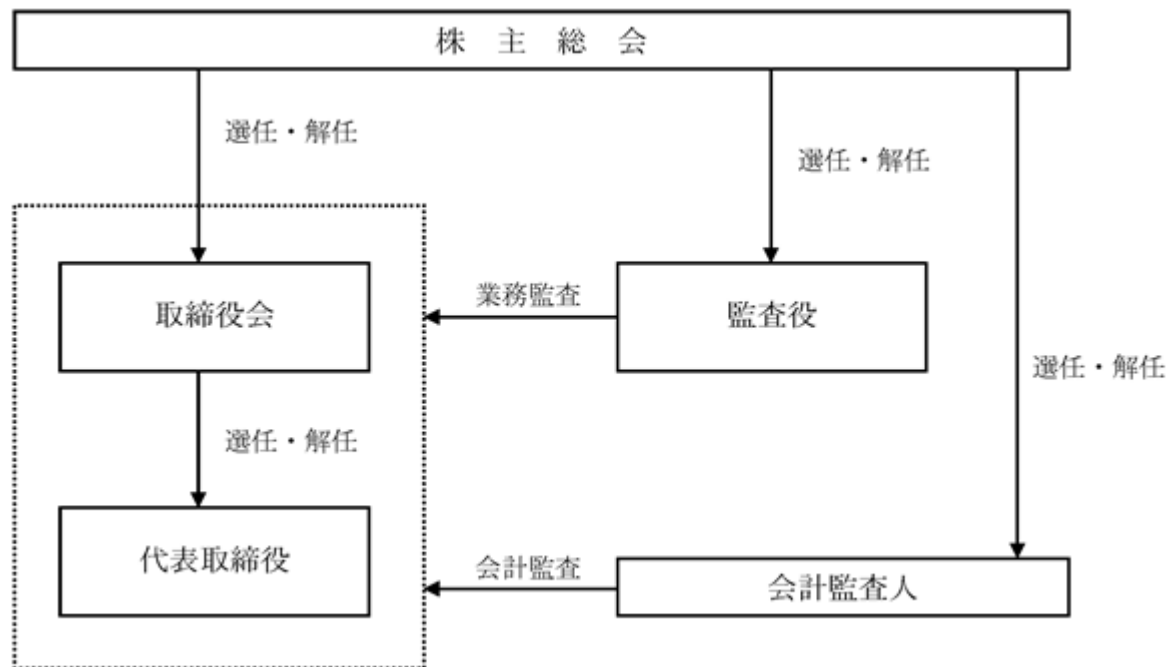 株 主 総 会
選任・解任
選任・解任
取締役会
業務監査
監査役
選任・解任
選任・解任
代表取締役
会計監査
会計監査人